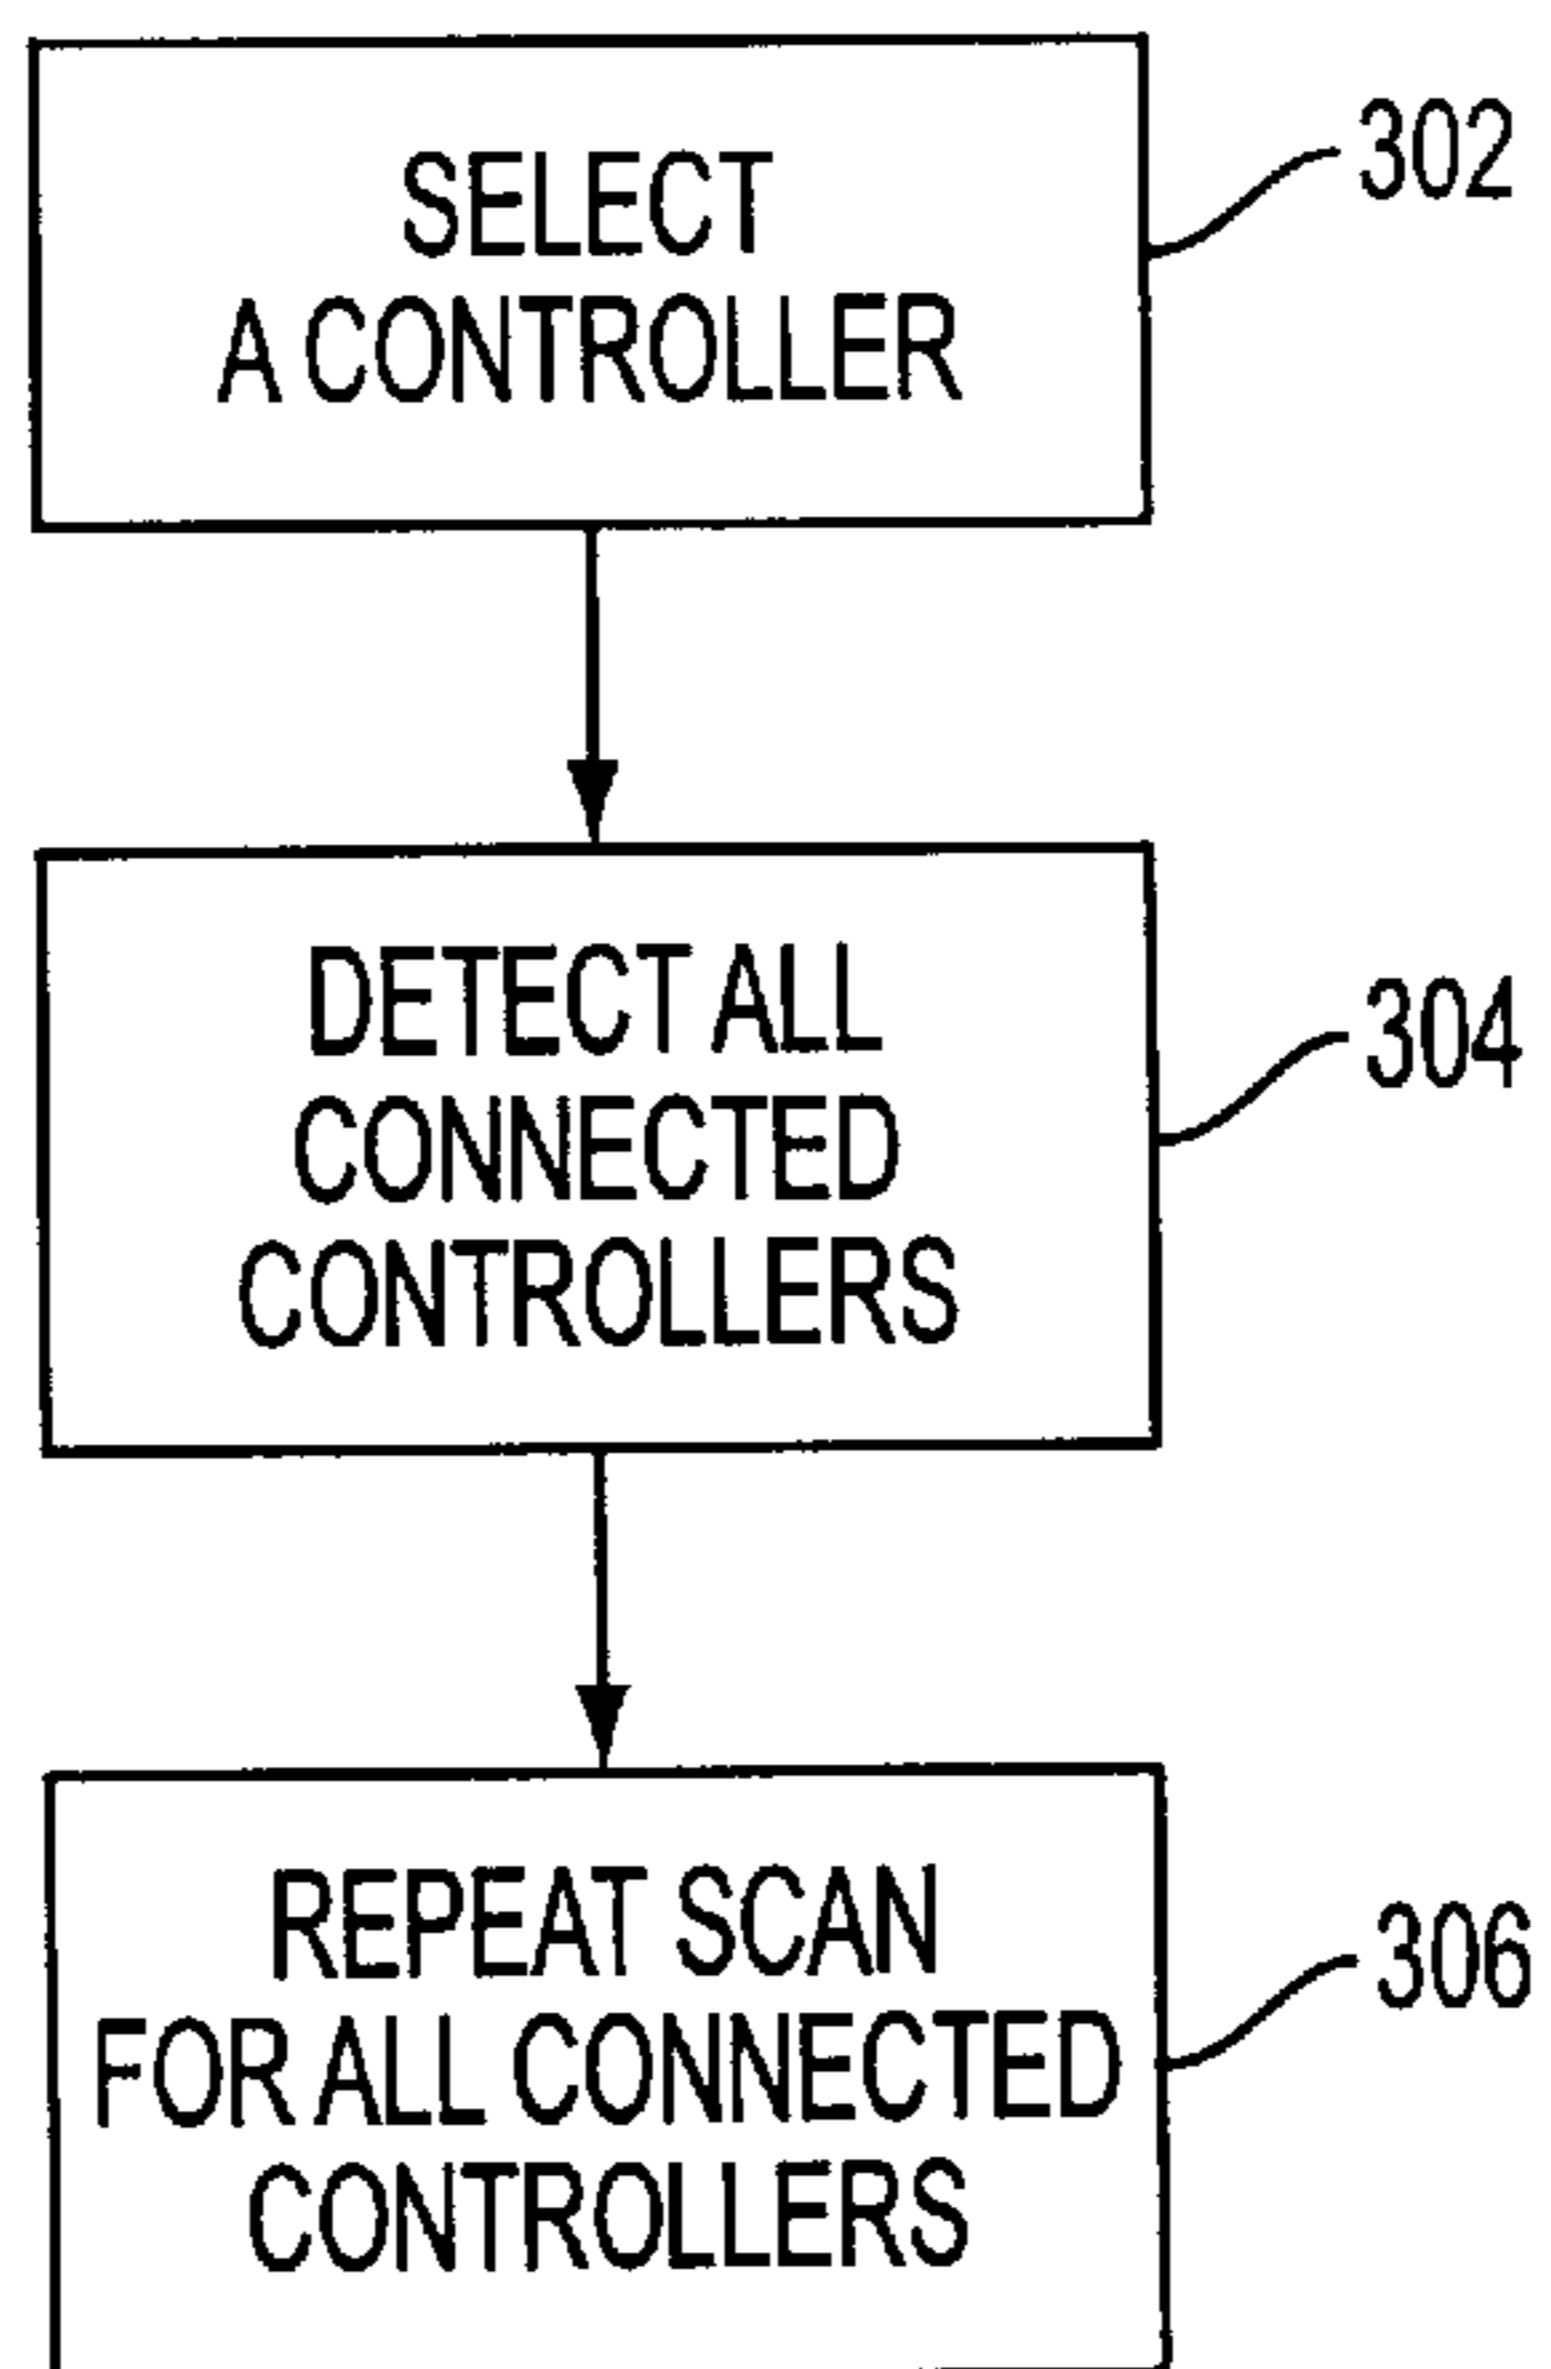 SELECT
A CONTROLLER
302
DETECT ALL
CONNECTED
CONTROLLERS
304
REPEAT SCAN
FOR ALL CONNECTED
CONTROLLERS
306